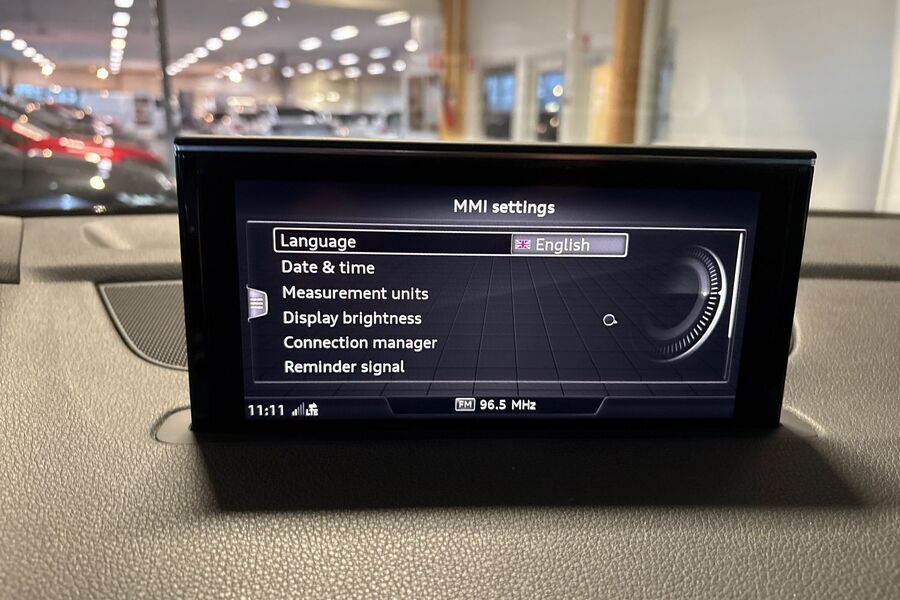 MMI settings
Language English
Date & time
Measurement units
Display brightness
Connection manager
Reminder signal
11:11 LTE FM 96.5 MHz